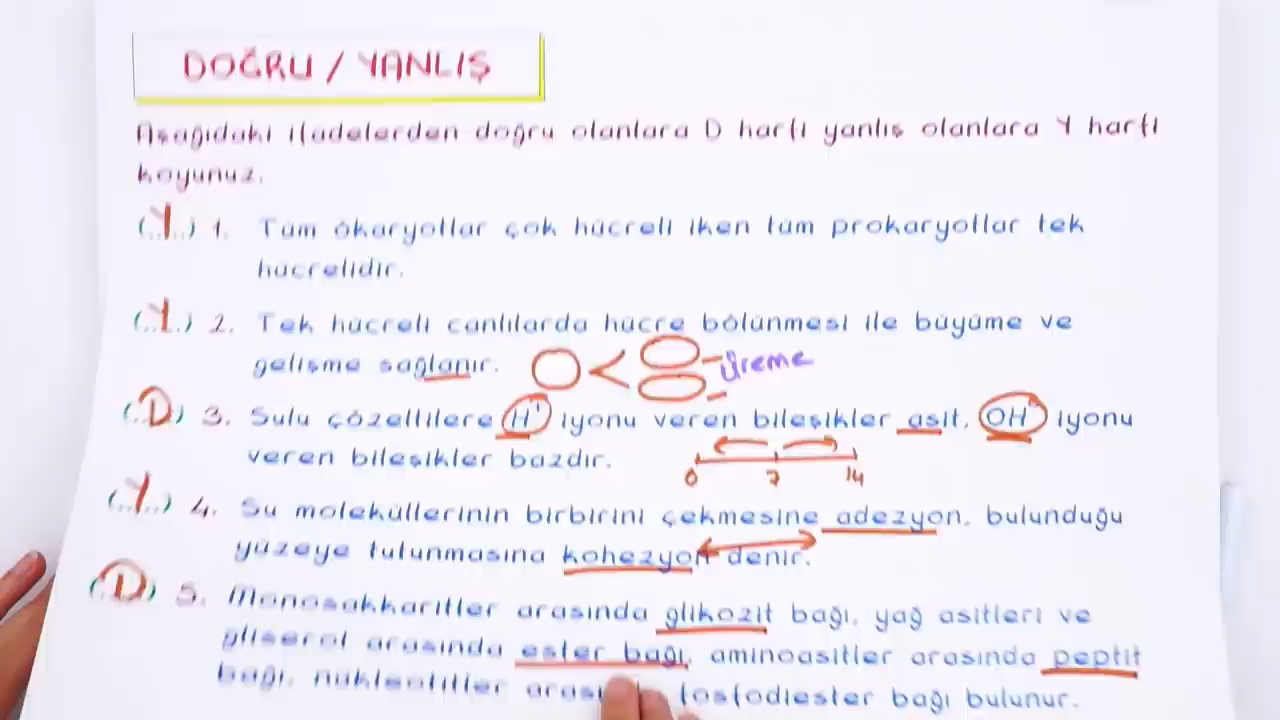 DOĞRU / YANLIŞ
Aşağıdaki ifadelerden doğru olanlara D harfi yanlış olanlara Y harfi
koyunuz.
(.Y.) 1. Tüm ökaryotlar çok hücreli iken tüm prokaryotlar tek
hücrelidir.
(.Y.) 2. Tek hücreli canlılarda hücre bölünmesi ile büyüme ve
gelişme sağlanır. Üreme
(.D.) 3. Sulu çözeltilere H⁺ iyonu veren bileşikler asit, OH⁻ iyonu
veren bileşikler bazdır.
0 7 14
(.Y.) 4. Su moleküllerinin birbirini çekmesine adezyon, bulunduğu
yüzeye tutunmasına kohezyon denir.
(.D.) 5. Monosakkaritler arasında glikozit bağı, yağ asitleri ve
gliserol arasında ester bağı, aminoasitler arasında peptit
bağı, nükleotitler fosfodiester bağı bulunur.